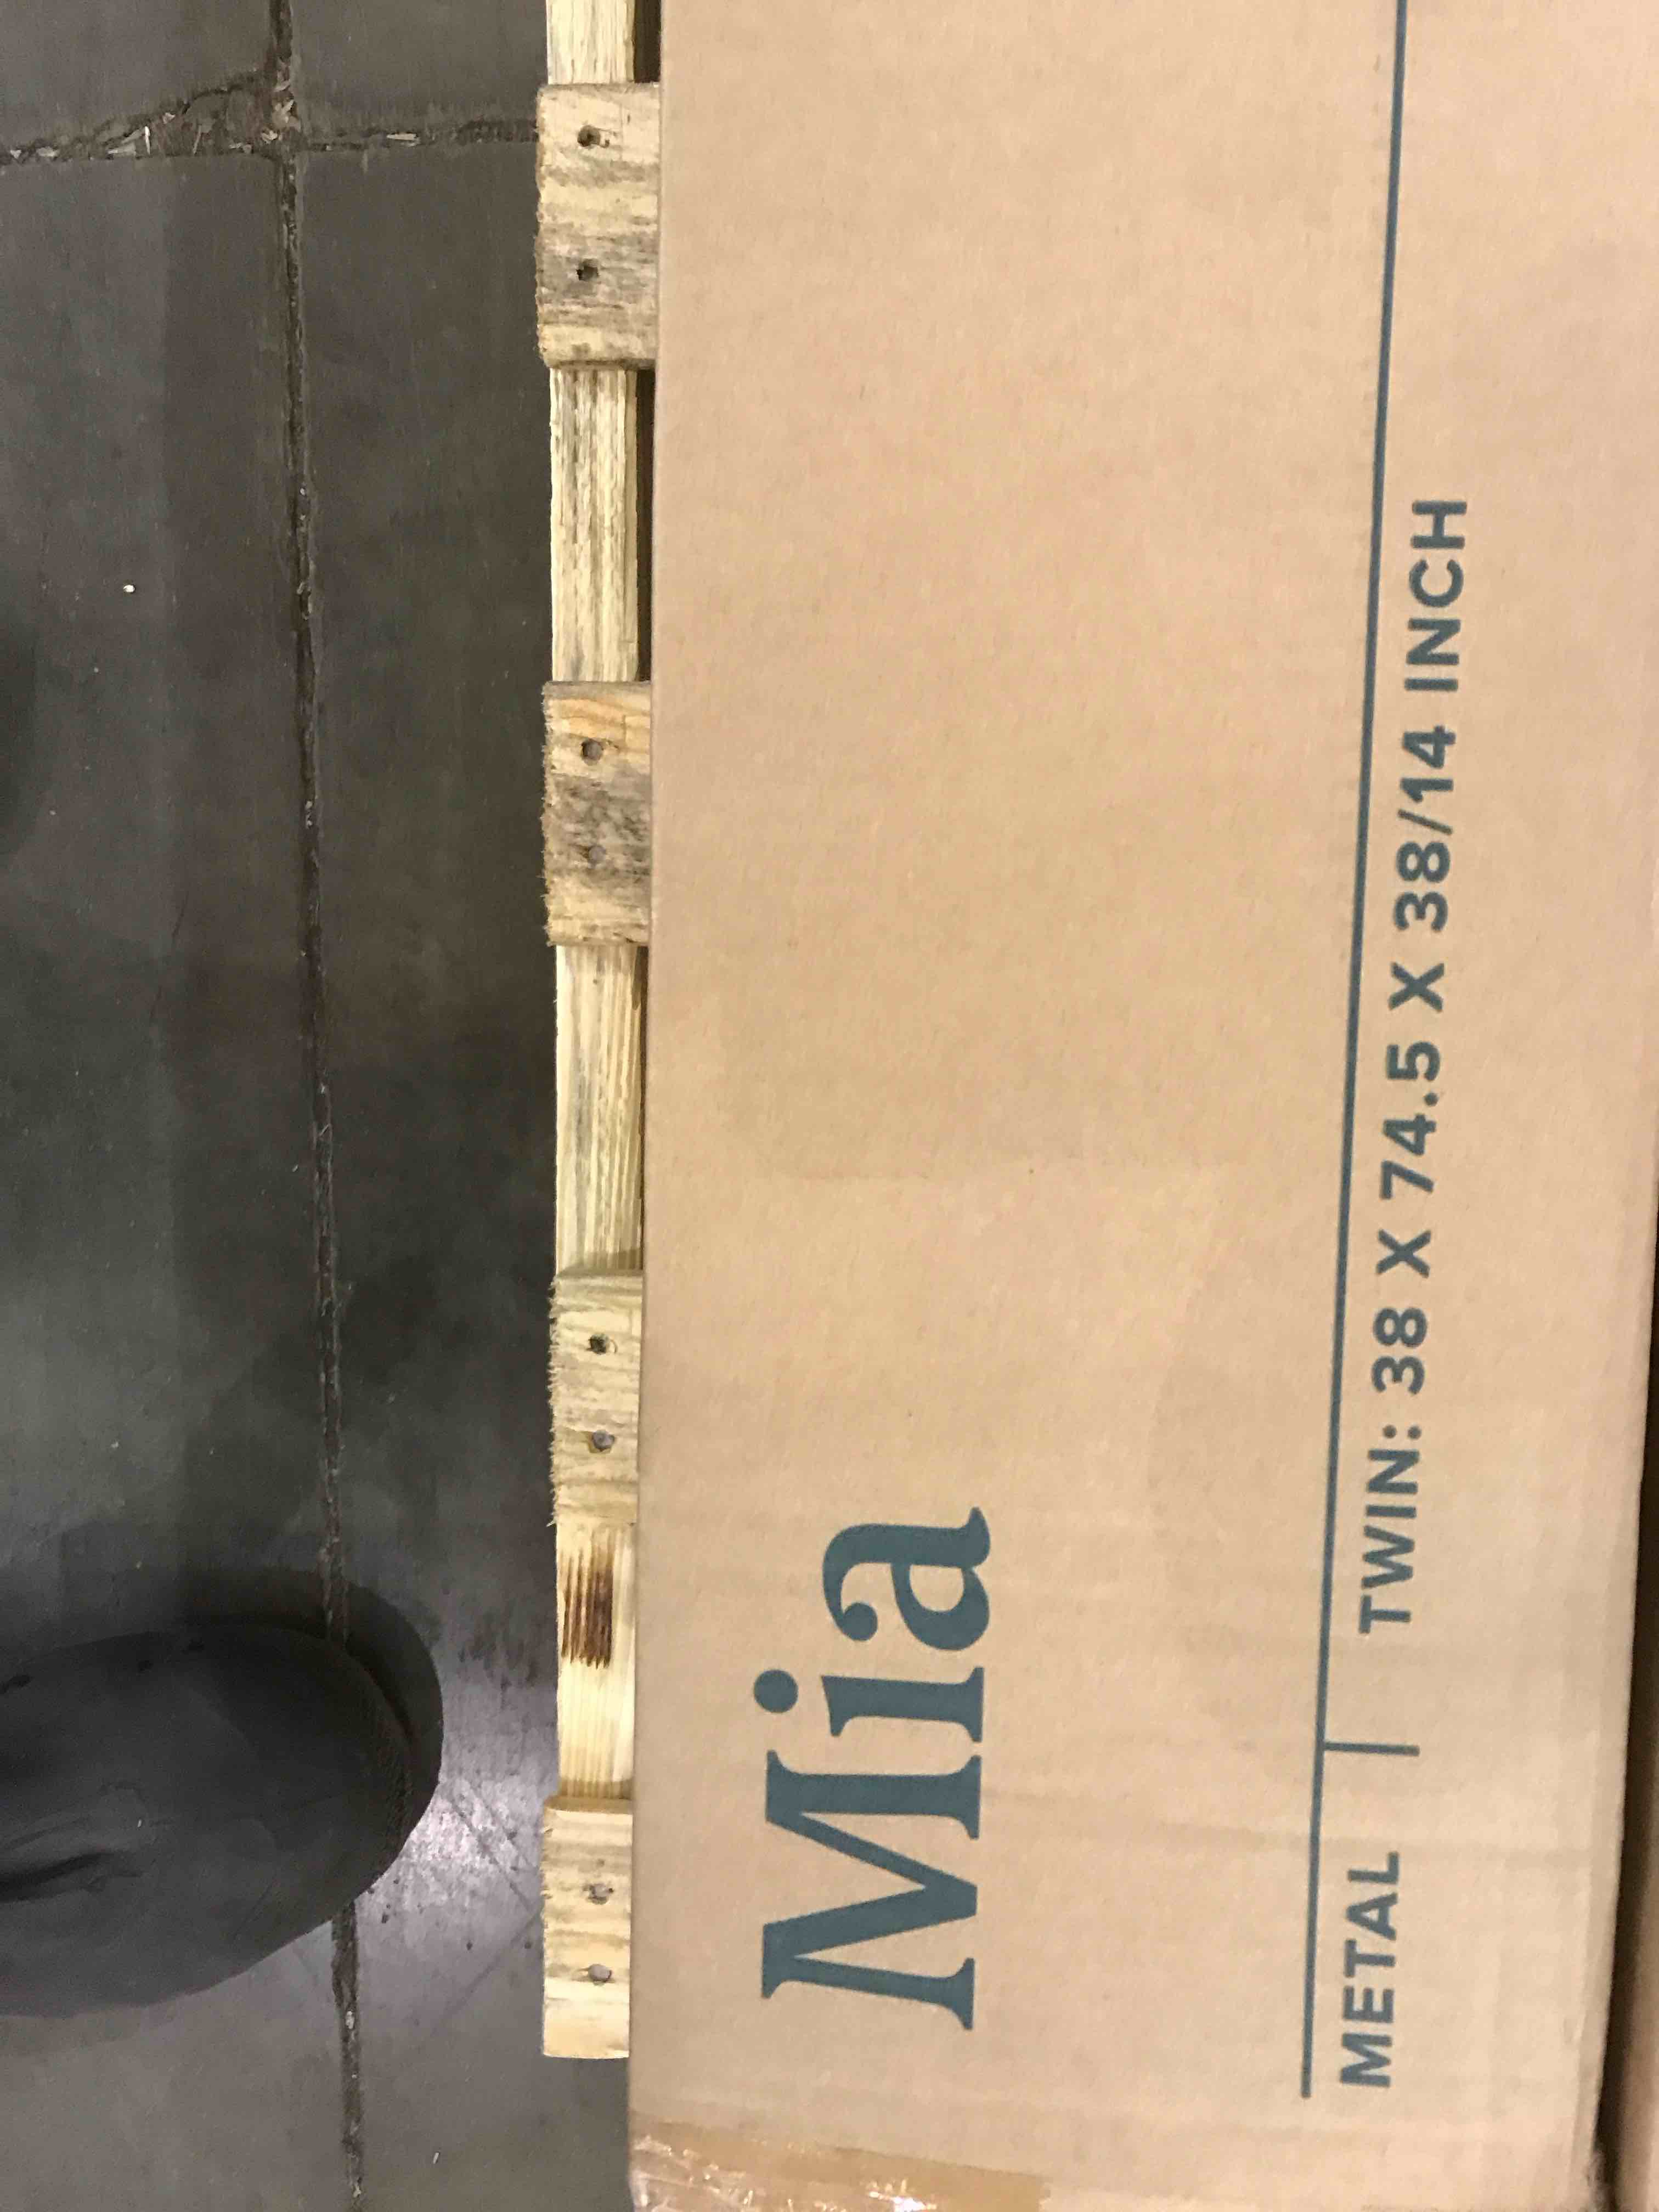 Mia
METAL | TWIN: 38 X 74.5 X 38/14 INCH